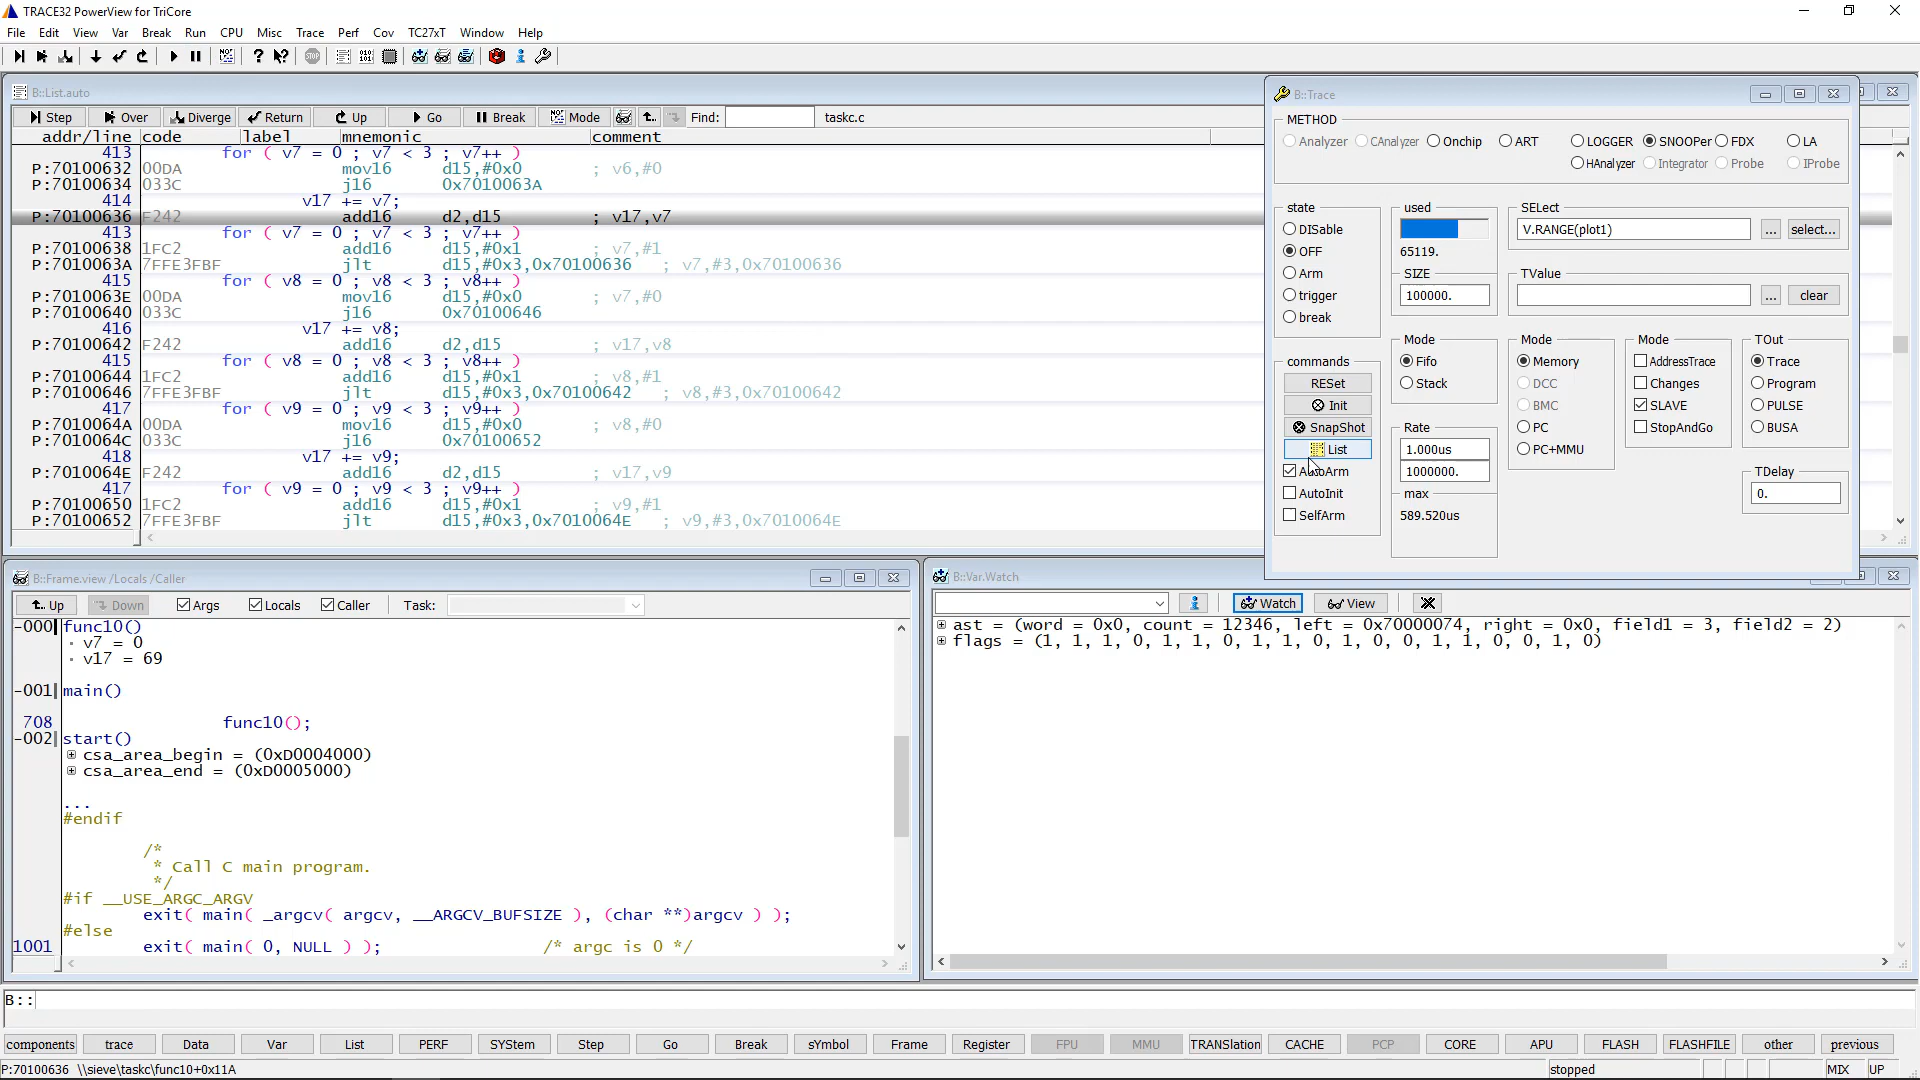 TRACE32 PowerView for TriCore
File Edit View Var Break Run CPU Misc Trace Perf Cov TC27xT Window Help
B::List.auto
Step Over Diverge Return Up Go Break Mode Find: taskc.c
addr/line code label mnemonic comment
413 for ( v7 = 0 ; v7 < 3 ; v7++ )
P:70100632 00DA mov16 d15,#0x0 ; v6,#0
P:70100634 033C j16 0x7010063A
414 v17 += v7;
P:70100636 F242 add16 d2,d15 ; v17,v7
413 for ( v7 = 0 ; v7 < 3 ; v7++ )
P:70100638 1FC2 add16 d15,#0x1 ; v7,#1
P:7010063A 7FFE3FBF jlt d15,#0x3,0x70100636 ; v7,#3,0x70100636
415 for ( v8 = 0 ; v8 < 3 ; v8++ )
P:7010063E 00DA mov16 d15,#0x0 ; v7,#0
P:70100640 033C j16 0x70100646
416 v17 += v8;
P:70100642 F242 add16 d2,d15 ; v17,v8
415 for ( v8 = 0 ; v8 < 3 ; v8++ )
P:70100644 1FC2 add16 d15,#0x1 ; v8,#1
P:70100646 7FFE3FBF jlt d15,#0x3,0x70100642 ; v8,#3,0x70100642
417 for ( v9 = 0 ; v9 < 3 ; v9++ )
P:7010064A 00DA mov16 d15,#0x0 ; v8,#0
P:7010064C 033C j16 0x70100652
418 v17 += v9;
P:7010064E F242 add16 d2,d15 ; v17,v9
417 for ( v9 = 0 ; v9 < 3 ; v9++ )
P:70100650 1FC2 add16 d15,#0x1 ; v9,#1
P:70100652 7FFE3FBF jlt d15,#0x3,0x7010064E ; v9,#3,0x7010064E
B::Trace
METHOD
Analyzer CAnalyzer Onchip ART LOGGER SNOOPer FDX LA
HAnalyzer Integrator Probe IProbe
state
DISable
OFF
Arm
trigger
break
used
65119.
SIZE
100000.
SELect
V.RANGE(plot1) ... select...
TValue
... clear
commands
RESet
Init
SnapShot
List
AutoArm
AutoInit
SelfArm
Mode
Fifo
Stack
Rate
1.000us
1000000.
max
589.520us
Mode
Memory
DCC
BMC
PC
PC+MMU
Mode
AddressTrace
Changes
SLAVE
StopAndGo
TOut
Trace
Program
PULSE
BUSA
TDelay
0.
B::Frame.view /Locals /Caller
Up Down Args Locals Caller Task:
-000 func10()
v7 = 0
v17 = 69
-001 main()
708 func10();
-002 start()
csa_area_begin = (0xD0004000)
csa_area_end = (0xD0005000)
...
#endif
/*
* Call C main program.
*/
#if __USE_ARGC_ARGV
exit( main( _argcv( argcv, __ARGCV_BUFSIZE ), (char **)argcv ) );
#else
1001 exit( main( 0, NULL ) ); /* argc is 0 */
B::Var.Watch
Watch View
ast = (word = 0x0, count = 12346, left = 0x70000074, right = 0x0, field1 = 3, field2 = 2)
flags = (1, 1, 1, 0, 1, 1, 0, 1, 1, 0, 1, 0, 0, 1, 1, 0, 0, 1, 0)
B::
components trace Data Var List PERF SYStem Step Go Break sYmbol Frame Register FPU MMU TRANSlation CACHE PCP CORE APU FLASH FLASHFILE other previous
P:70100636 \\sieve\taskc\func10+0x11A stopped MIX UP